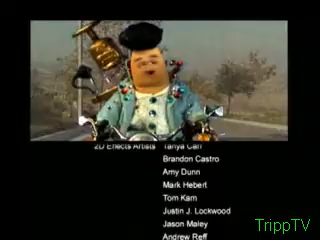 2D Effects Artists Tanya Carr
Brandon Castro
Amy Dunn
Mark Hebert
Tom Kam
Justin J. Lockwood
Jason Maley
Andrew Reff
TrippTV